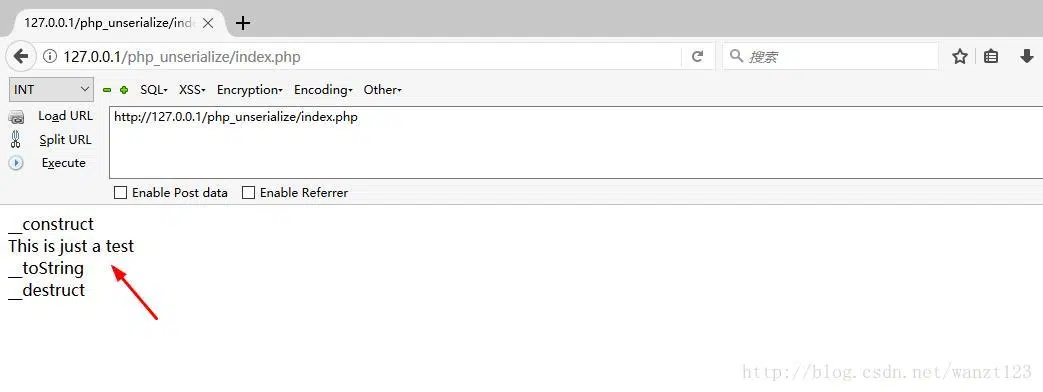 127.0.0.1/php_unserialize/inde
127.0.0.1/php_unserialize/index.php
搜索
INT
SQL
XSS
Encryption
Encoding
Other
Load URL
http://127.0.0.1/php_unserialize/index.php
Split URL
Execute
Enable Post data
Enable Referrer
__construct
This is just a test
__toString
__destruct
http://blog.csdn.net/wanzt123